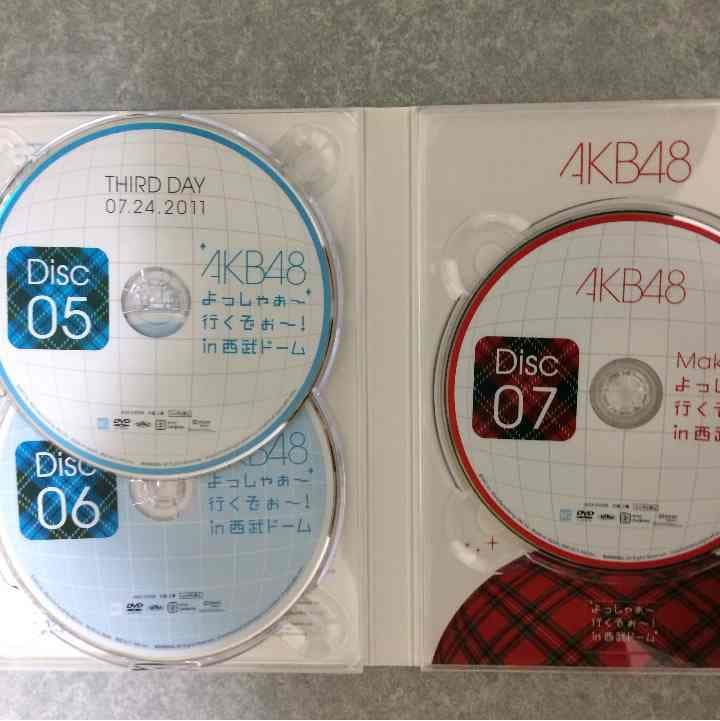 THIRD DAY
07.24.2011
Disc
05
AKB48
よっしゃぁ～
行くぞぉ～!
in 西武ドーム
DVD
Disc
06
AKB48
よっしゃぁ～
行くぞぉ～!
in 西武ドーム
DVD
AKB48
AKB48
Disc
07
Mak
よっし
行くぞ
in 西武
DVD
よっしゃぁ～
行くぞぉ～!
in 西武ドーム